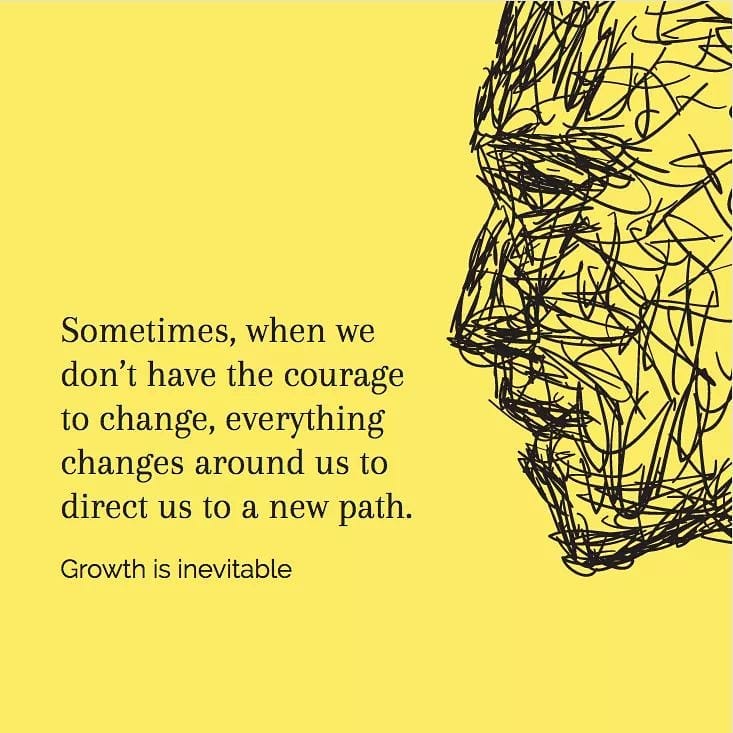 Sometimes, when we
don’t have the courage
to change, everything
changes around us to
direct us to a new path.
Growth is inevitable